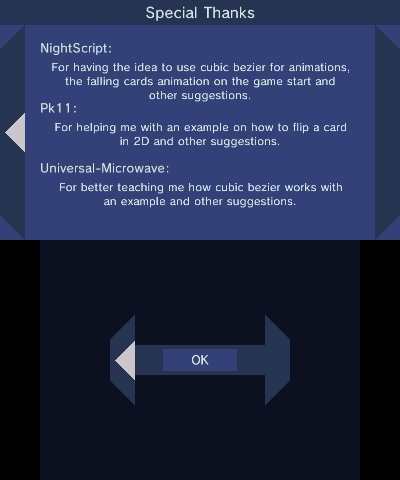 Special Thanks
NightScript:
For having the idea to use cubic bezier for animations,
the falling cards animation on the game start and
other suggestions.
Pk11:
For helping me with an example on how to flip a card
in 2D and other suggestions.
Universal-Microwave:
For better teaching me how cubic bezier works with
an example and other suggestions.
OK